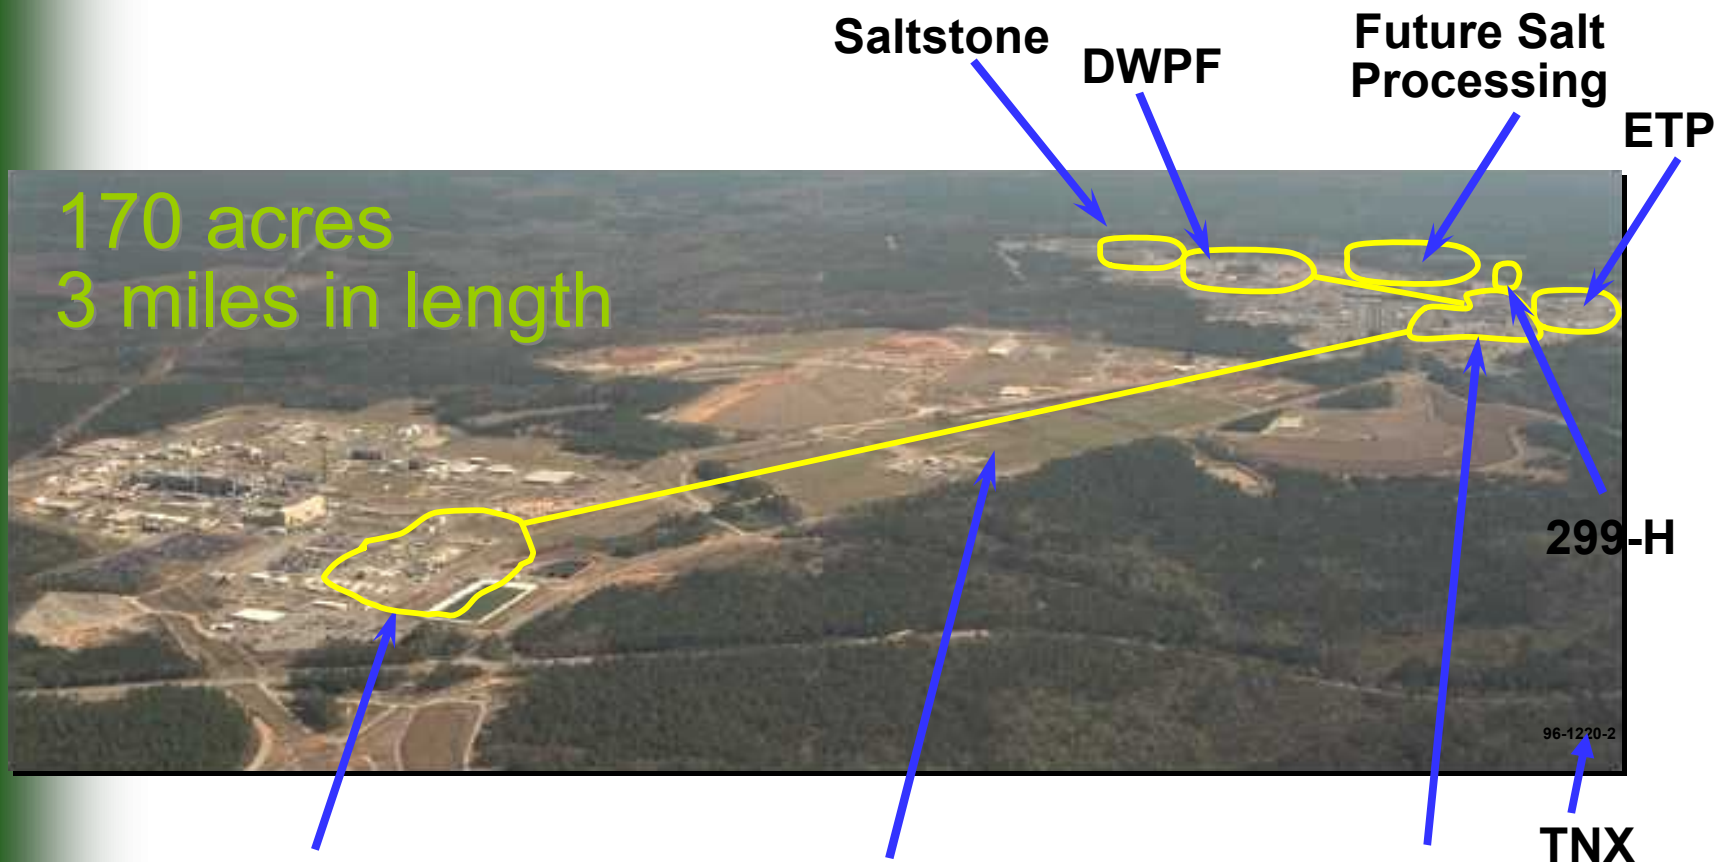 Saltstone
DWPF
Future Salt
Processing
ETP
170 acres
3 miles in length
299-H
96-1220-2
TNX